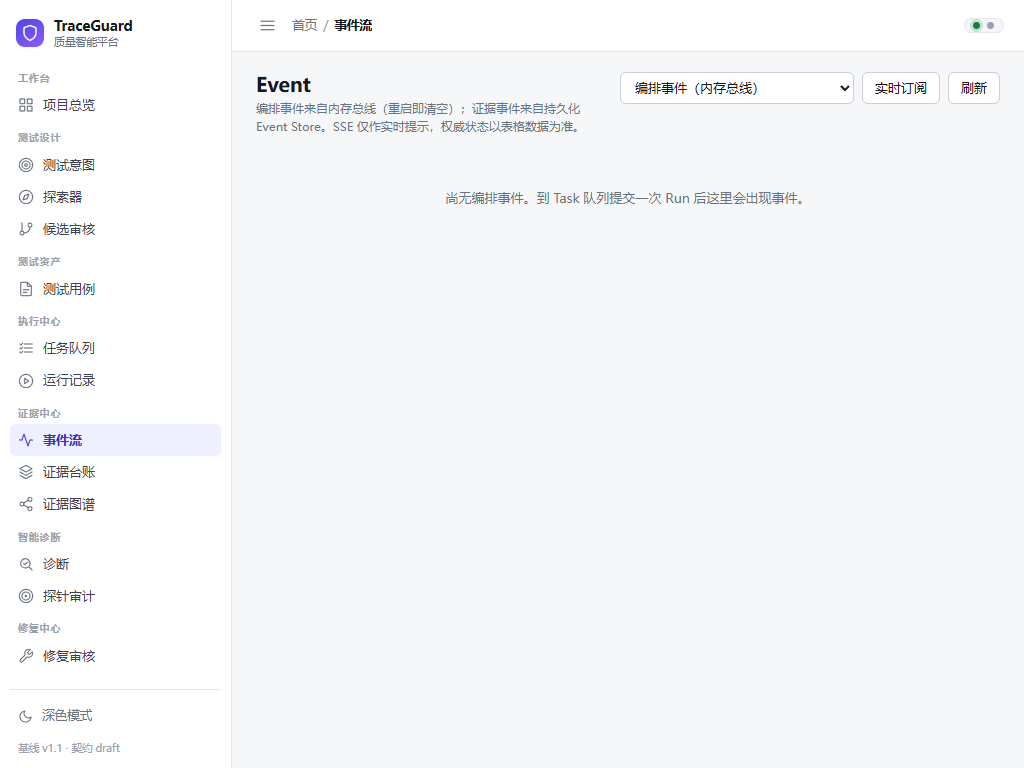 TraceGuard
质量智能平台
工作台
项目总览
测试设计
测试意图
探索器
候选审核
测试资产
测试用例
执行中心
任务队列
运行记录
证据中心
事件流
证据台账
证据图谱
智能诊断
诊断
探针审计
修复中心
修复审核
深色模式
基线 v1.1 · 契约 draft
首页 / 事件流
Event
编排事件来自内存总线（重启即清空）；证据事件来自持久化
Event Store。SSE 仅作实时提示，权威状态以表格数据为准。
编排事件（内存总线）
实时订阅
刷新
尚无编排事件。到 Task 队列提交一次 Run 后这里会出现事件。